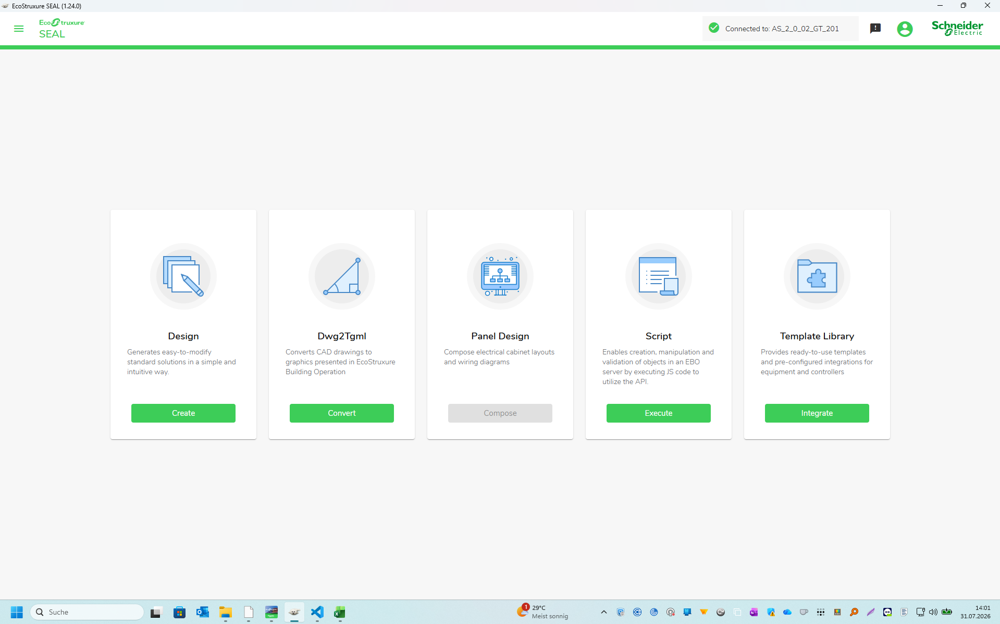 EcoStruxure SEAL (1.24.0)
EcoStruxure
SEAL
Connected to: AS_2_0_02_GT_201
Schneider
Electric
Design
Generates easy-to-modify
standard solutions in a simple and
intuitive way.
Create
Dwg2Tgml
Converts CAD drawings to
graphics presented in EcoStruxure
Building Operation
Convert
Panel Design
Compose electrical cabinet layouts
and wiring diagrams
Compose
Script
Enables creation, manipulation and
validation of objects in an EBO
server by executing JS code to
utilize the API.
Execute
Template Library
Provides ready-to-use templates
and pre-configured integrations for
equipment and controllers
Integrate
Suche
1
29°C
Meist sonnig
14:01
31.07.2026